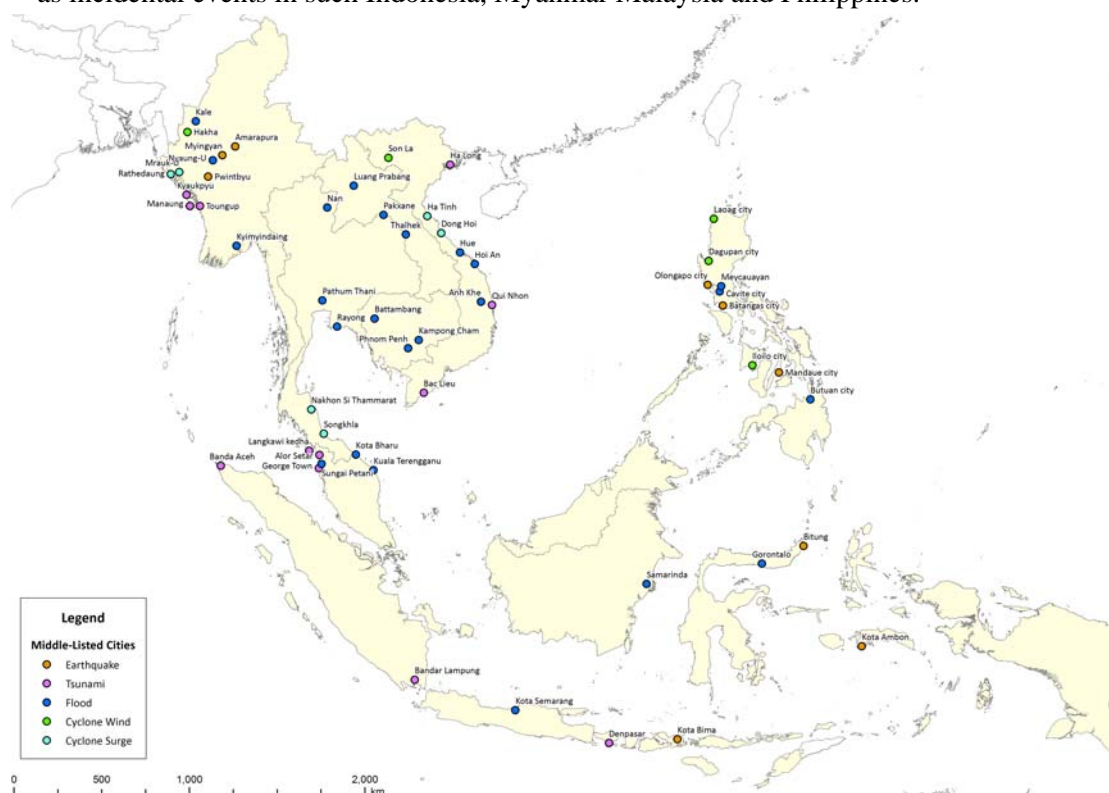 as incidental events in such Indonesia, Myanmar Malaysia and Philippines.
Kale
Hakha
Amarapura
Myingyan
Nyaung-U
Mrauk-U
Rathedaung
Pwintbyu
Kyaukpyu
Manaung
Toungup
Kyimyindaing
Son La
Ha Long
Luang Prabang
Nan
Pakxane
Ha Tinh
Dong Hoi
Thalhek
Hue
Hoi An
Pathum Thani
Anh Khe
Qui Nhon
Battambang
Rayong
Kampong Cham
Phnom Penh
Bac Lieu
Nakhon Si Thammarat
Songkhla
Langkawi kedha
Kota Bharu
Alor Setar
Kuala Terengganu
George Town
Sungai Petani
Banda Aceh
Laoag city
Dagupan city
Olongapo city
Meycauayan
Cavite city
Batangas city
Iloilo city
Mandaue city
Butuan city
Bitung
Gorontalo
Samarinda
Kota Ambon
Bandar Lampung
Kota Semarang
Denpasar
Kota Bima
Legend
Middle-Listed Cities
Earthquake
Tsunami
Flood
Cyclone Wind
Cyclone Surge
0 500 1,000 2,000 km